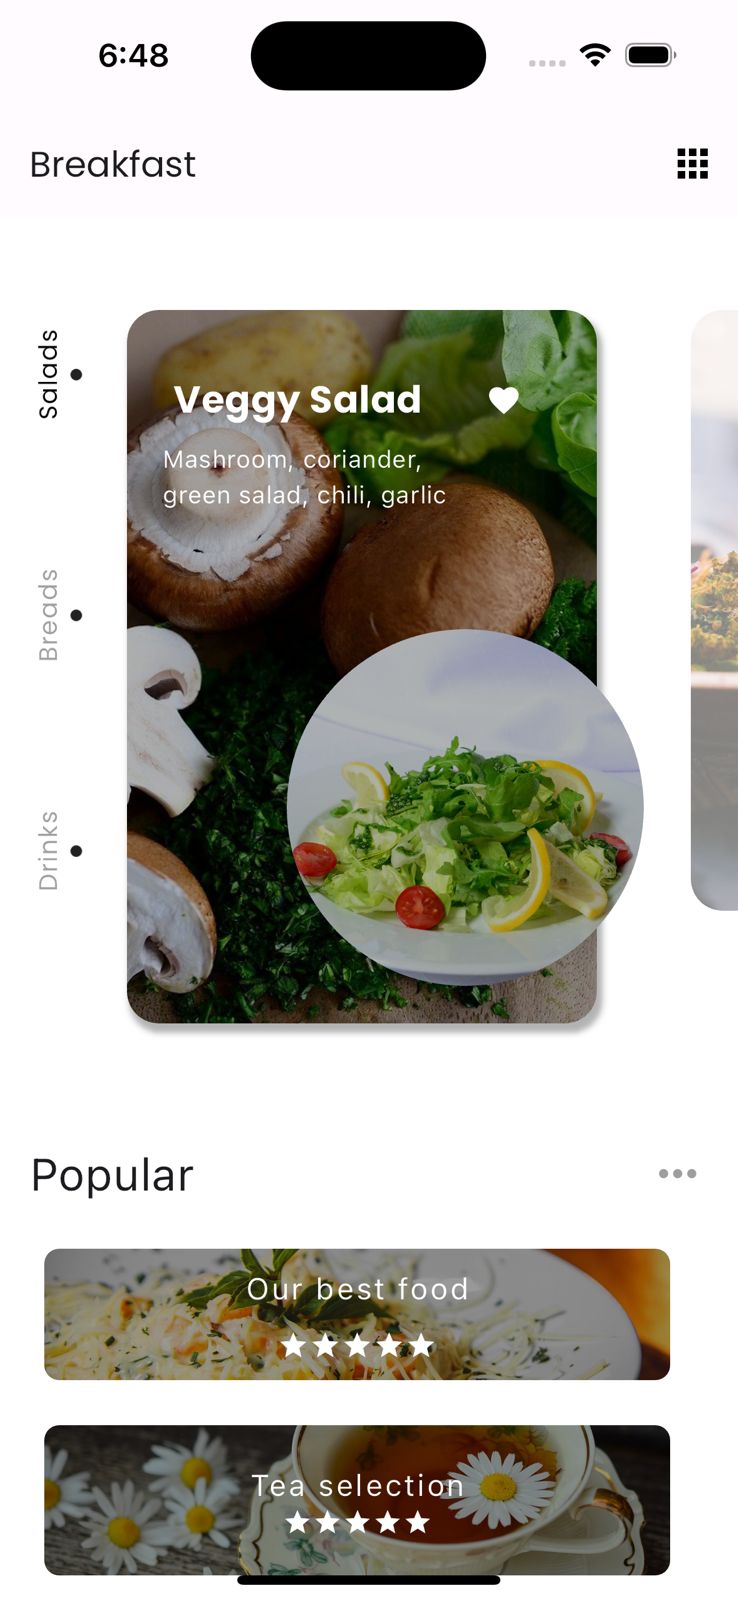 6:48
Breakfast
Salads
Breads
Drinks
Veggy Salad
Mashroom, coriander,
green salad, chili, garlic
Popular
Our best food
Tea selection